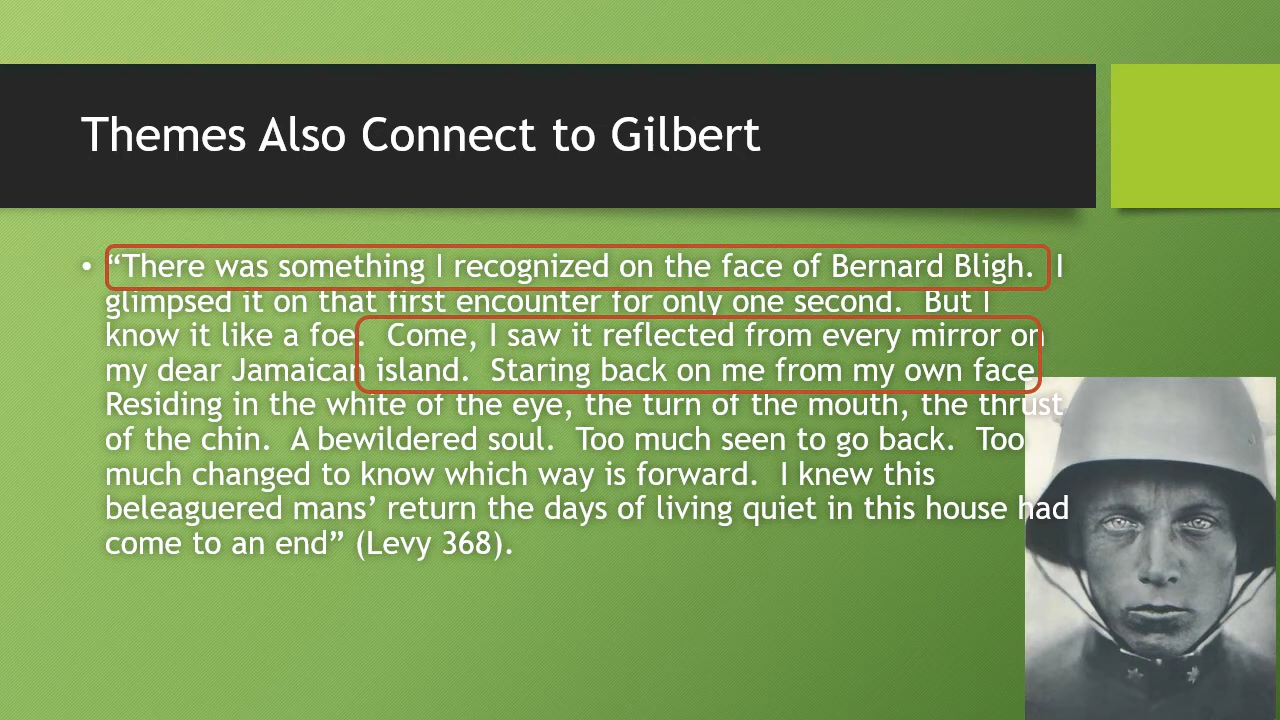 Themes Also Connect to Gilbert
• “There was something I recognized on the face of Bernard Bligh.  I
glimpsed it on that first encounter for only one second.  But I
know it like a foe.  Come, I saw it reflected from every mirror on
my dear Jamaican island.  Staring back on me from my own face
Residing in the white of the eye, the turn of the mouth, the thrust
of the chin.  A bewildered soul.  Too much seen to go back.  Too
much changed to know which way is forward.  I knew this
beleaguered mans’ return the days of living quiet in this house had
come to an end” (Levy 368).